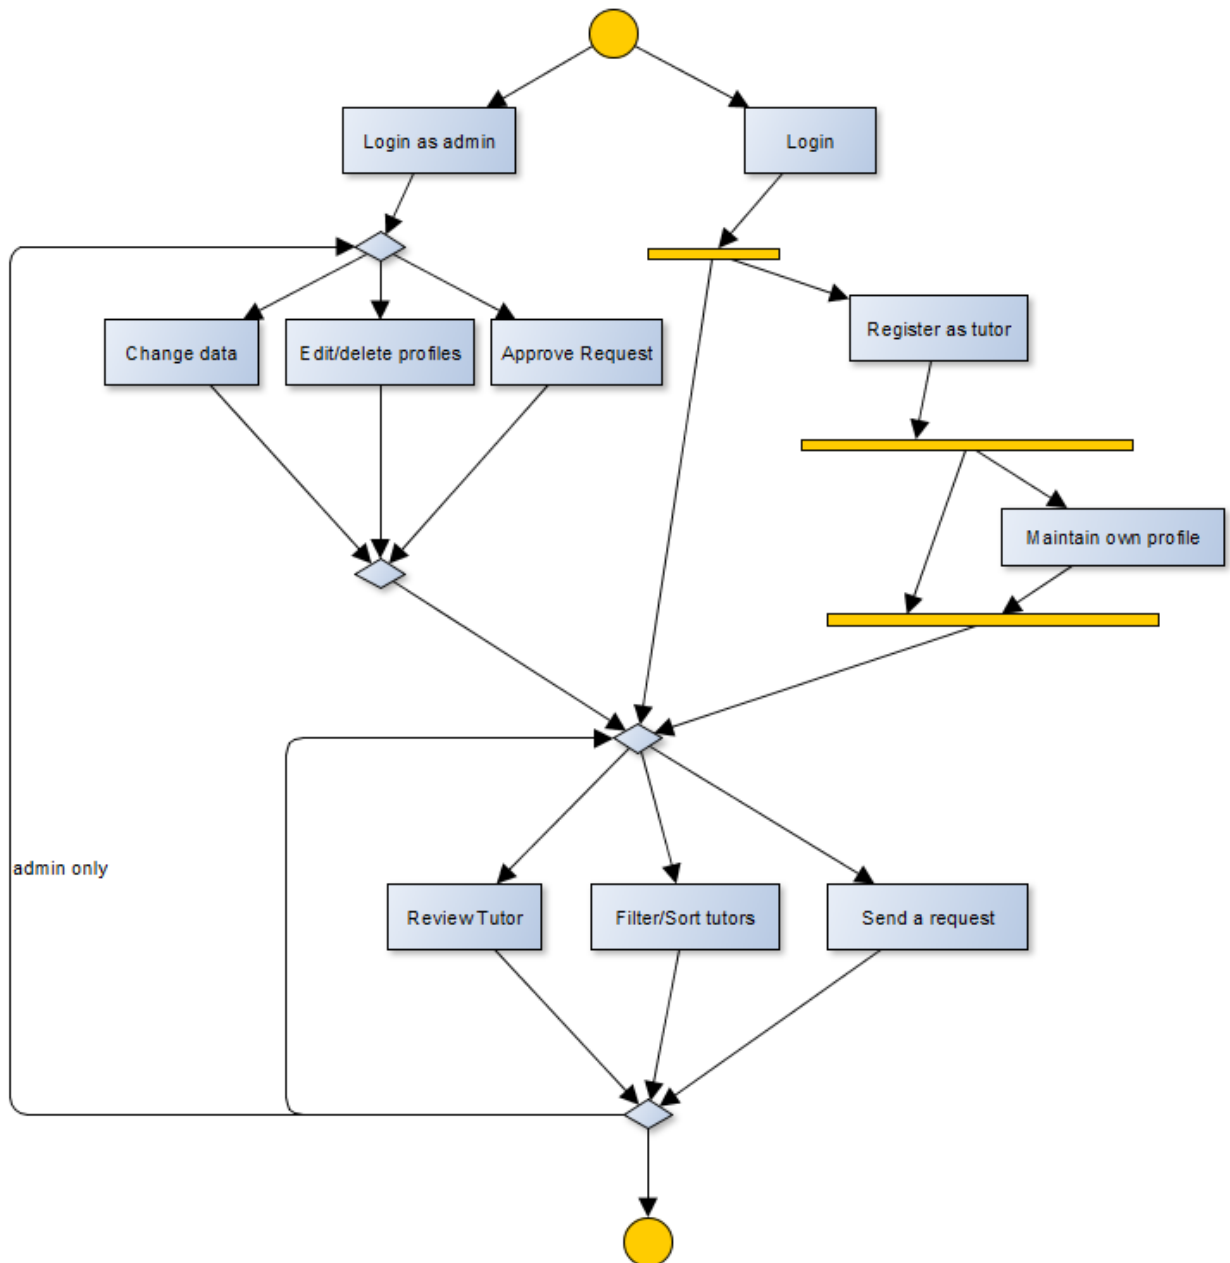 Login as admin
Login
Register as tutor
Change data
Edit/delete profiles
Approve Request
Maintain own profile
admin only
Review Tutor
Filter/Sort tutors
Send a request